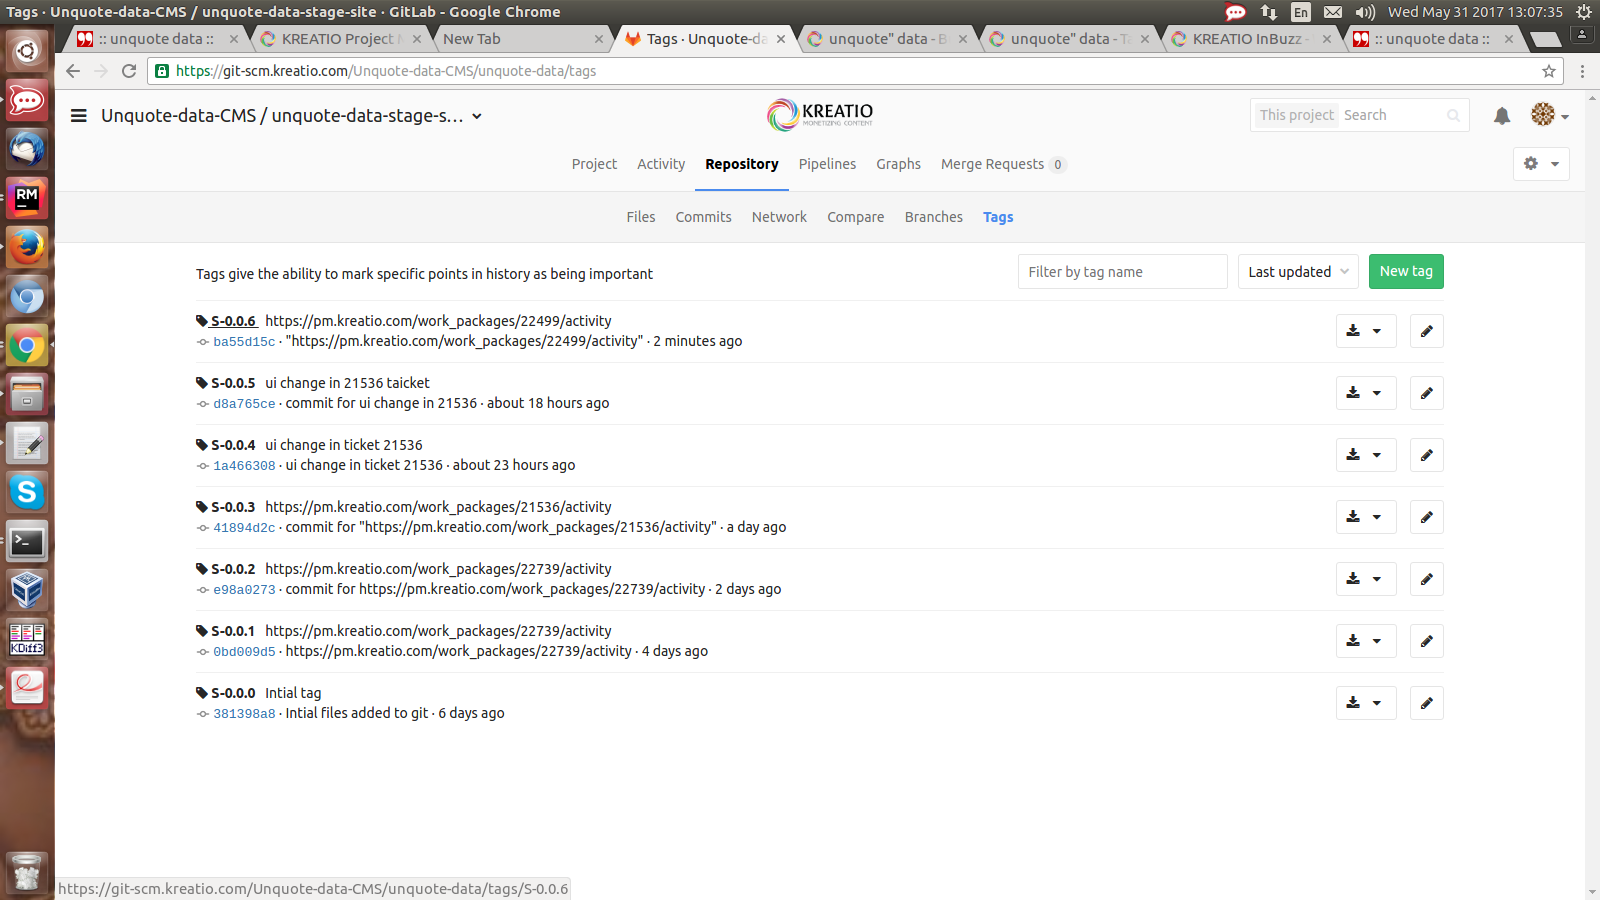 Tags · Unquote-data-CMS / unquote-data-stage-site · GitLab - Google Chrome
En
Wed May 31 2017 13:07:35
:: unquote data ::
KREATIO Project M
New Tab
Tags · Unquote-da
unquote" data - B
unquote" data - T
KREATIO InBuzz -
:: unquote data ::
https://git-scm.kreatio.com/Unquote-data-CMS/unquote-data/tags
Unquote-data-CMS / unquote-data-stage-s...
KREATIO
MONETIZING CONTENT
This project
Search
Project
Activity
Repository
Pipelines
Graphs
Merge Requests 0
Files
Commits
Network
Compare
Branches
Tags
Tags give the ability to mark specific points in history as being important
Filter by tag name
Last updated
New tag
S-0.0.6 https://pm.kreatio.com/work_packages/22499/activity
ba55d15c · "https://pm.kreatio.com/work_packages/22499/activity" · 2 minutes ago
S-0.0.5 ui change in 21536 taicket
d8a765ce · commit for ui change in 21536 · about 18 hours ago
S-0.0.4 ui change in ticket 21536
1a466308 · ui change in ticket 21536 · about 23 hours ago
S-0.0.3 https://pm.kreatio.com/work_packages/21536/activity
41894d2c · commit for "https://pm.kreatio.com/work_packages/21536/activity" · a day ago
S-0.0.2 https://pm.kreatio.com/work_packages/22739/activity
e98a0273 · commit for https://pm.kreatio.com/work_packages/22739/activity · 2 days ago
S-0.0.1 https://pm.kreatio.com/work_packages/22739/activity
0bd009d5 · https://pm.kreatio.com/work_packages/22739/activity · 4 days ago
S-0.0.0 Intial tag
381398a8 · Intial files added to git · 6 days ago
RM
S
>_
KDiff3
https://git-scm.kreatio.com/Unquote-data-CMS/unquote-data/tags/S-0.0.6